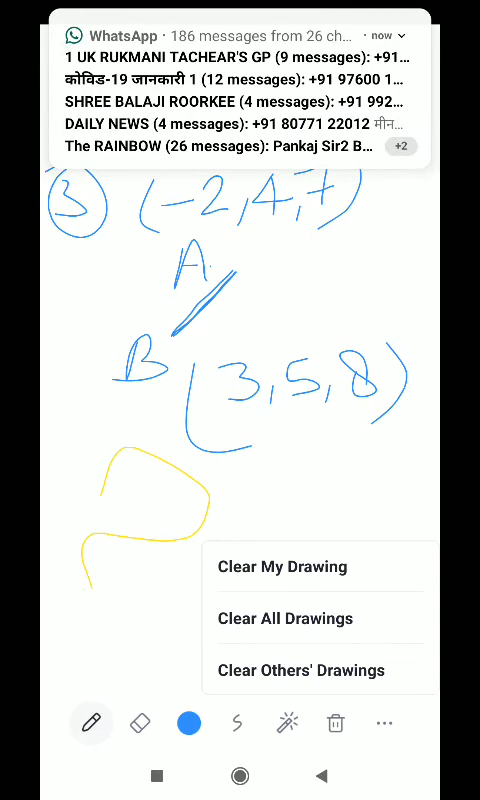 WhatsApp · 186 messages from 26 ch... · now
1 UK RUKMANI TACHEAR'S GP (9 messages): +91...
कोविड-19 जानकारी 1 (12 messages): +91 97600 1...
SHREE BALAJI ROORKEE (4 messages): +91 992...
DAILY NEWS (4 messages): +91 80771 22012 मीन...
The RAINBOW (26 messages): Pankaj Sir2 B...
+2
3 (-2,4,7)
A
B (3,5,8)
Clear My Drawing
Clear All Drawings
Clear Others' Drawings